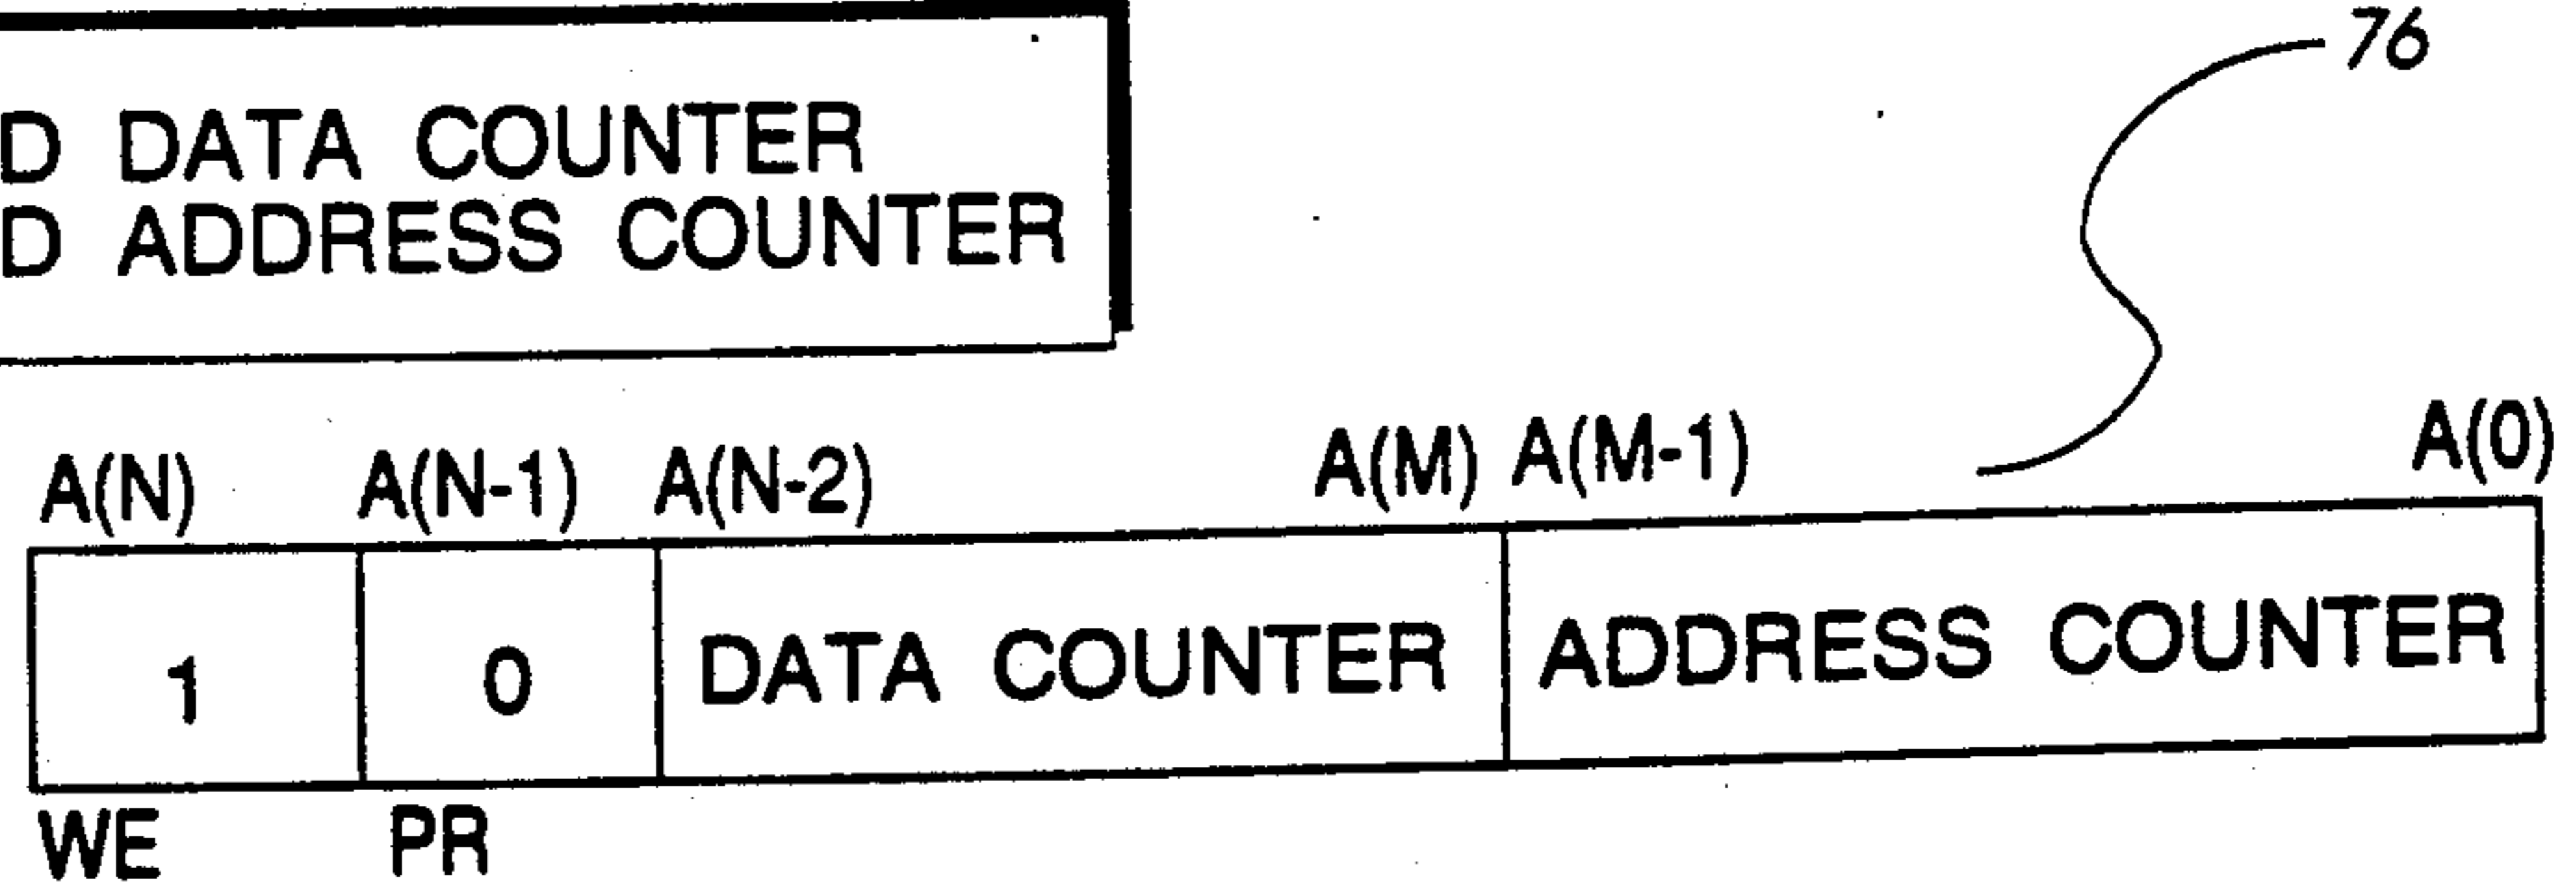 76
D DATA COUNTER
D ADDRESS COUNTER
A(N) A(N-1) A(N-2) A(M) A(M-1) A(0)
1 0 DATA COUNTER ADDRESS COUNTER
WE PR